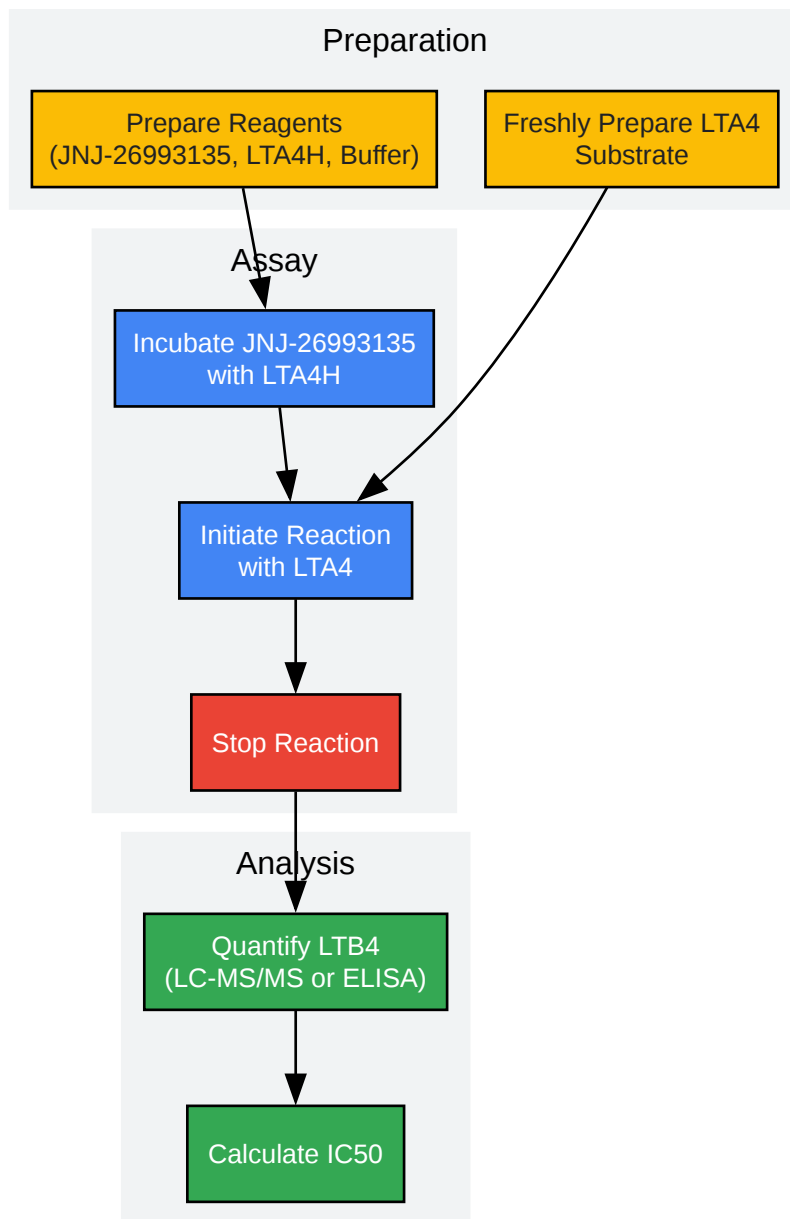 Preparation
Prepare Reagents
(JNJ-26993135, LTA4H, Buffer)
Freshly Prepare LTA4
Substrate
Assay
Incubate JNJ-26993135
with LTA4H
Initiate Reaction
with LTA4
Stop Reaction
Analysis
Quantify LTB4
(LC-MS/MS or ELISA)
Calculate IC50